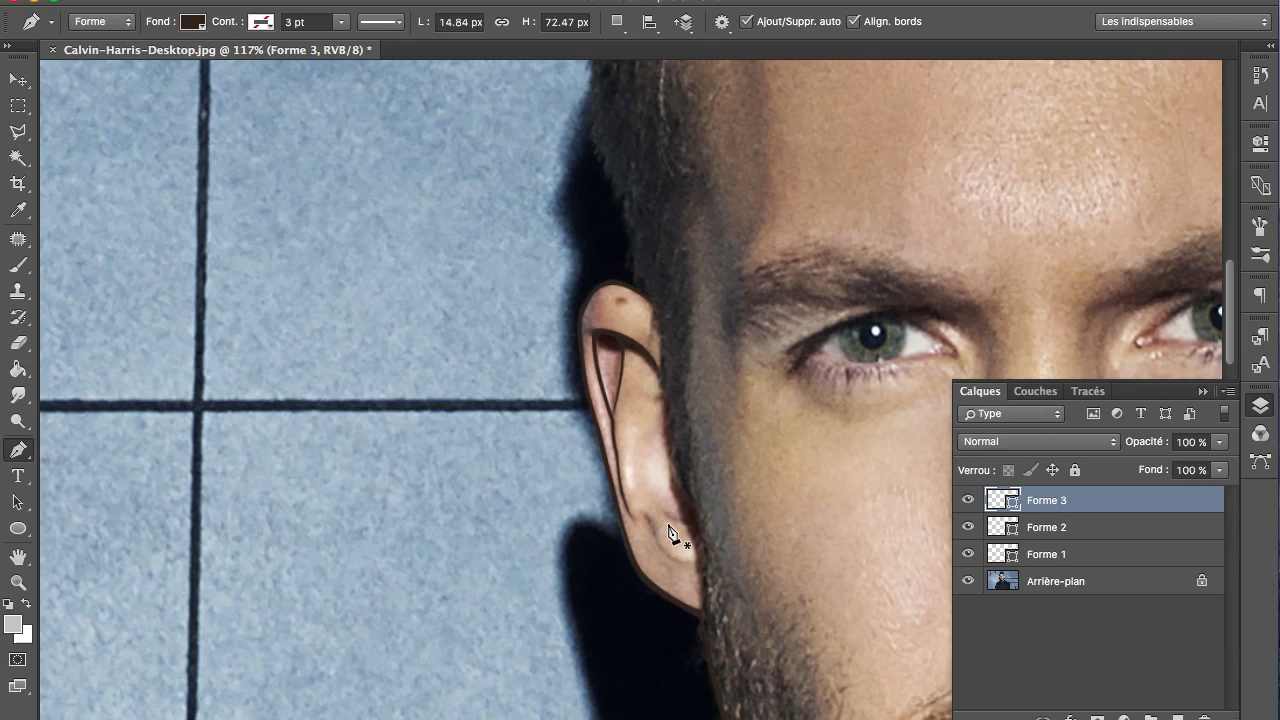 Forme Fond : Cont. : 3 pt L : 14.84 px H : 72.47 px Ajout/Suppr. auto Align. bords Les indispensables
× Calvin-Harris-Desktop.jpg @ 117% (Forme 3, RVB/8) *
Calques Couches Tracés
Type
Normal Opacité : 100 %
Verrou : Fond : 100 %
Forme 3
Forme 2
Forme 1
Arrière-plan